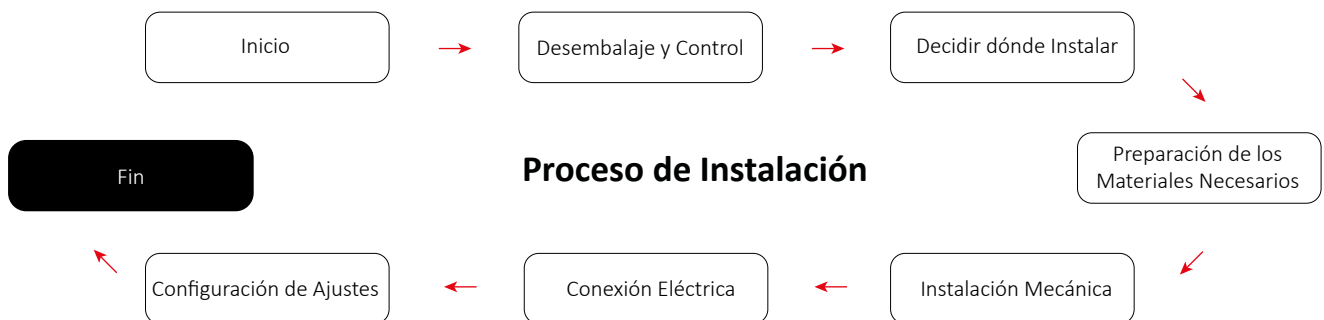 Inicio
Desembalaje y Control
Decidir dónde Instalar
Fin
Proceso de Instalación
Preparación de los
Materiales Necesarios
Configuración de Ajustes
Conexión Eléctrica
Instalación Mecánica